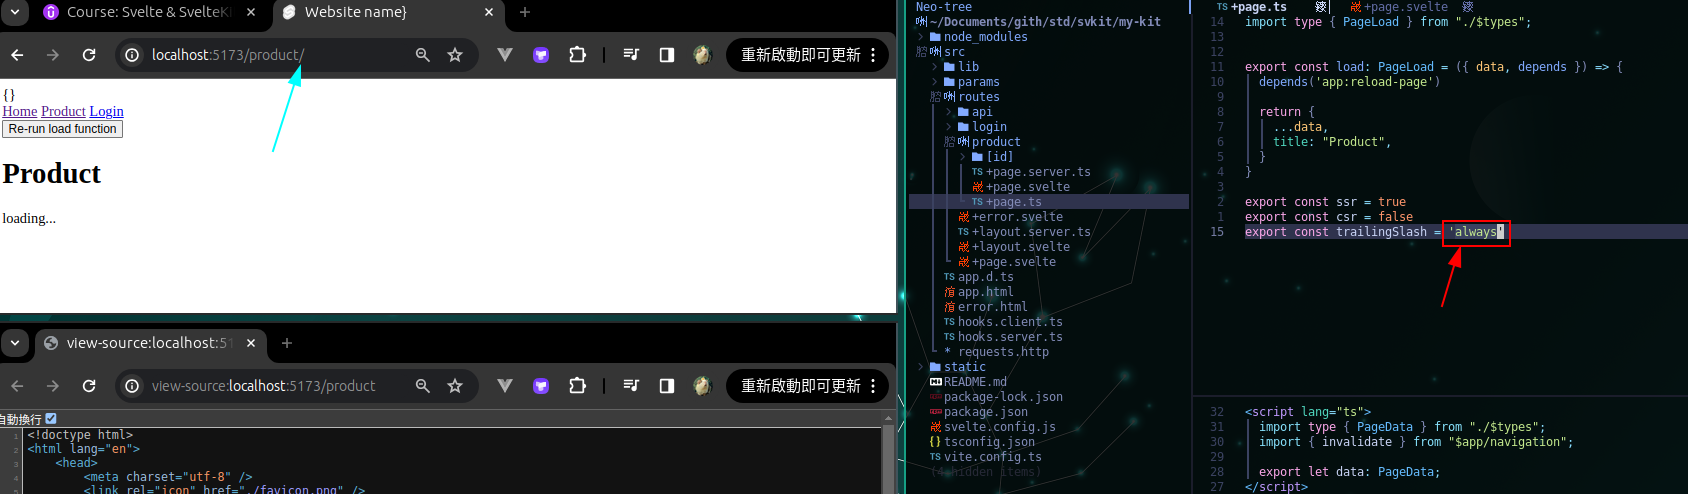 Course: Svelte & SvelteKi
Website name}
localhost:5173/product/
重新啟動即可更新
{}
Home Product Login
Re-run load function
Product
loading...
view-source:localhost:51
view-source:localhost:5173/product
重新啟動即可更新
自動換行
1 <!doctype html>
2 <html lang="en">
3 <head>
4 <meta charset="utf-8" />
5 <link rel="icon" href="./favicon.png" />
Neo-tree
~/Documents/gith/std/svkit/my-kit
node_modules
src
lib
params
routes
api
login
product
[id]
TS +page.server.ts
+page.svelte
TS +page.ts
+error.svelte
TS +layout.server.ts
+layout.svelte
+page.svelte
TS app.d.ts
app.html
error.html
TS hooks.client.ts
TS hooks.server.ts
* requests.http
static
README.md
package-lock.json
package.json
svelte.config.js
{} tsconfig.json
TS vite.config.ts
(4 hidden items)
TS +page.ts
+page.svelte
14 import type { PageLoad } from "./$types";
13
12
11 export const load: PageLoad = ({ data, depends }) => {
10 depends('app:reload-page')
9
8 return {
7 ...data,
6 title: "Product",
5 }
4 }
3
2 export const ssr = true
1 export const csr = false
15 export const trailingSlash = 'always'
32 <script lang="ts">
31 import type { PageData } from "./$types";
30 import { invalidate } from "$app/navigation";
29
28 export let data: PageData;
27 </script>